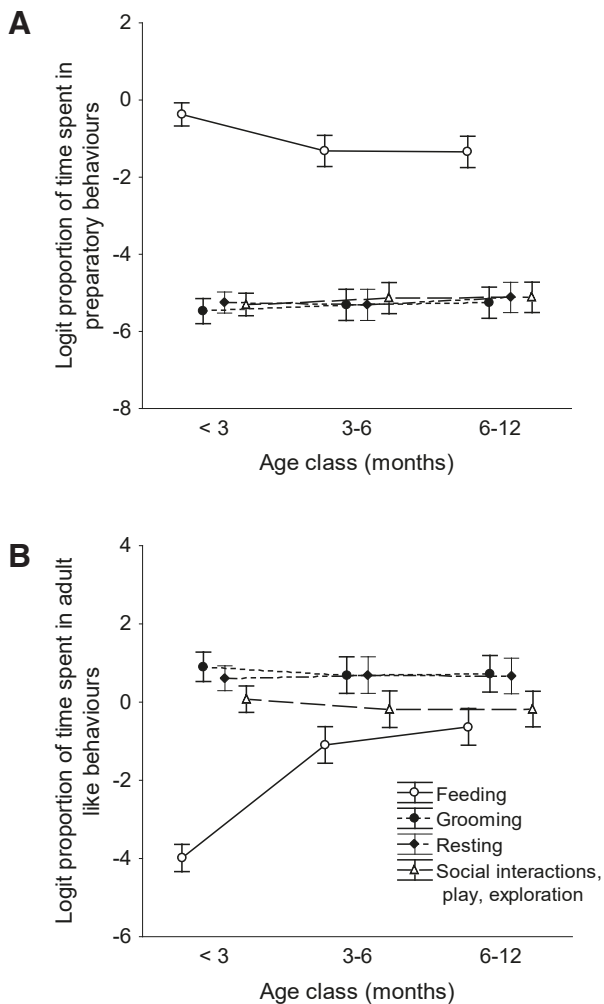 A
Logit proportion of time spent in
preparatory behaviours
2
0
-2
-4
-6
-8
< 3
3-6
6-12
Age class (months)
B
Logit proportion of time spent in adult
like behaviours
4
2
0
-2
-4
-6
Feeding
Grooming
Resting
Social interactions,
play, exploration
< 3
3-6
6-12
Age class (months)